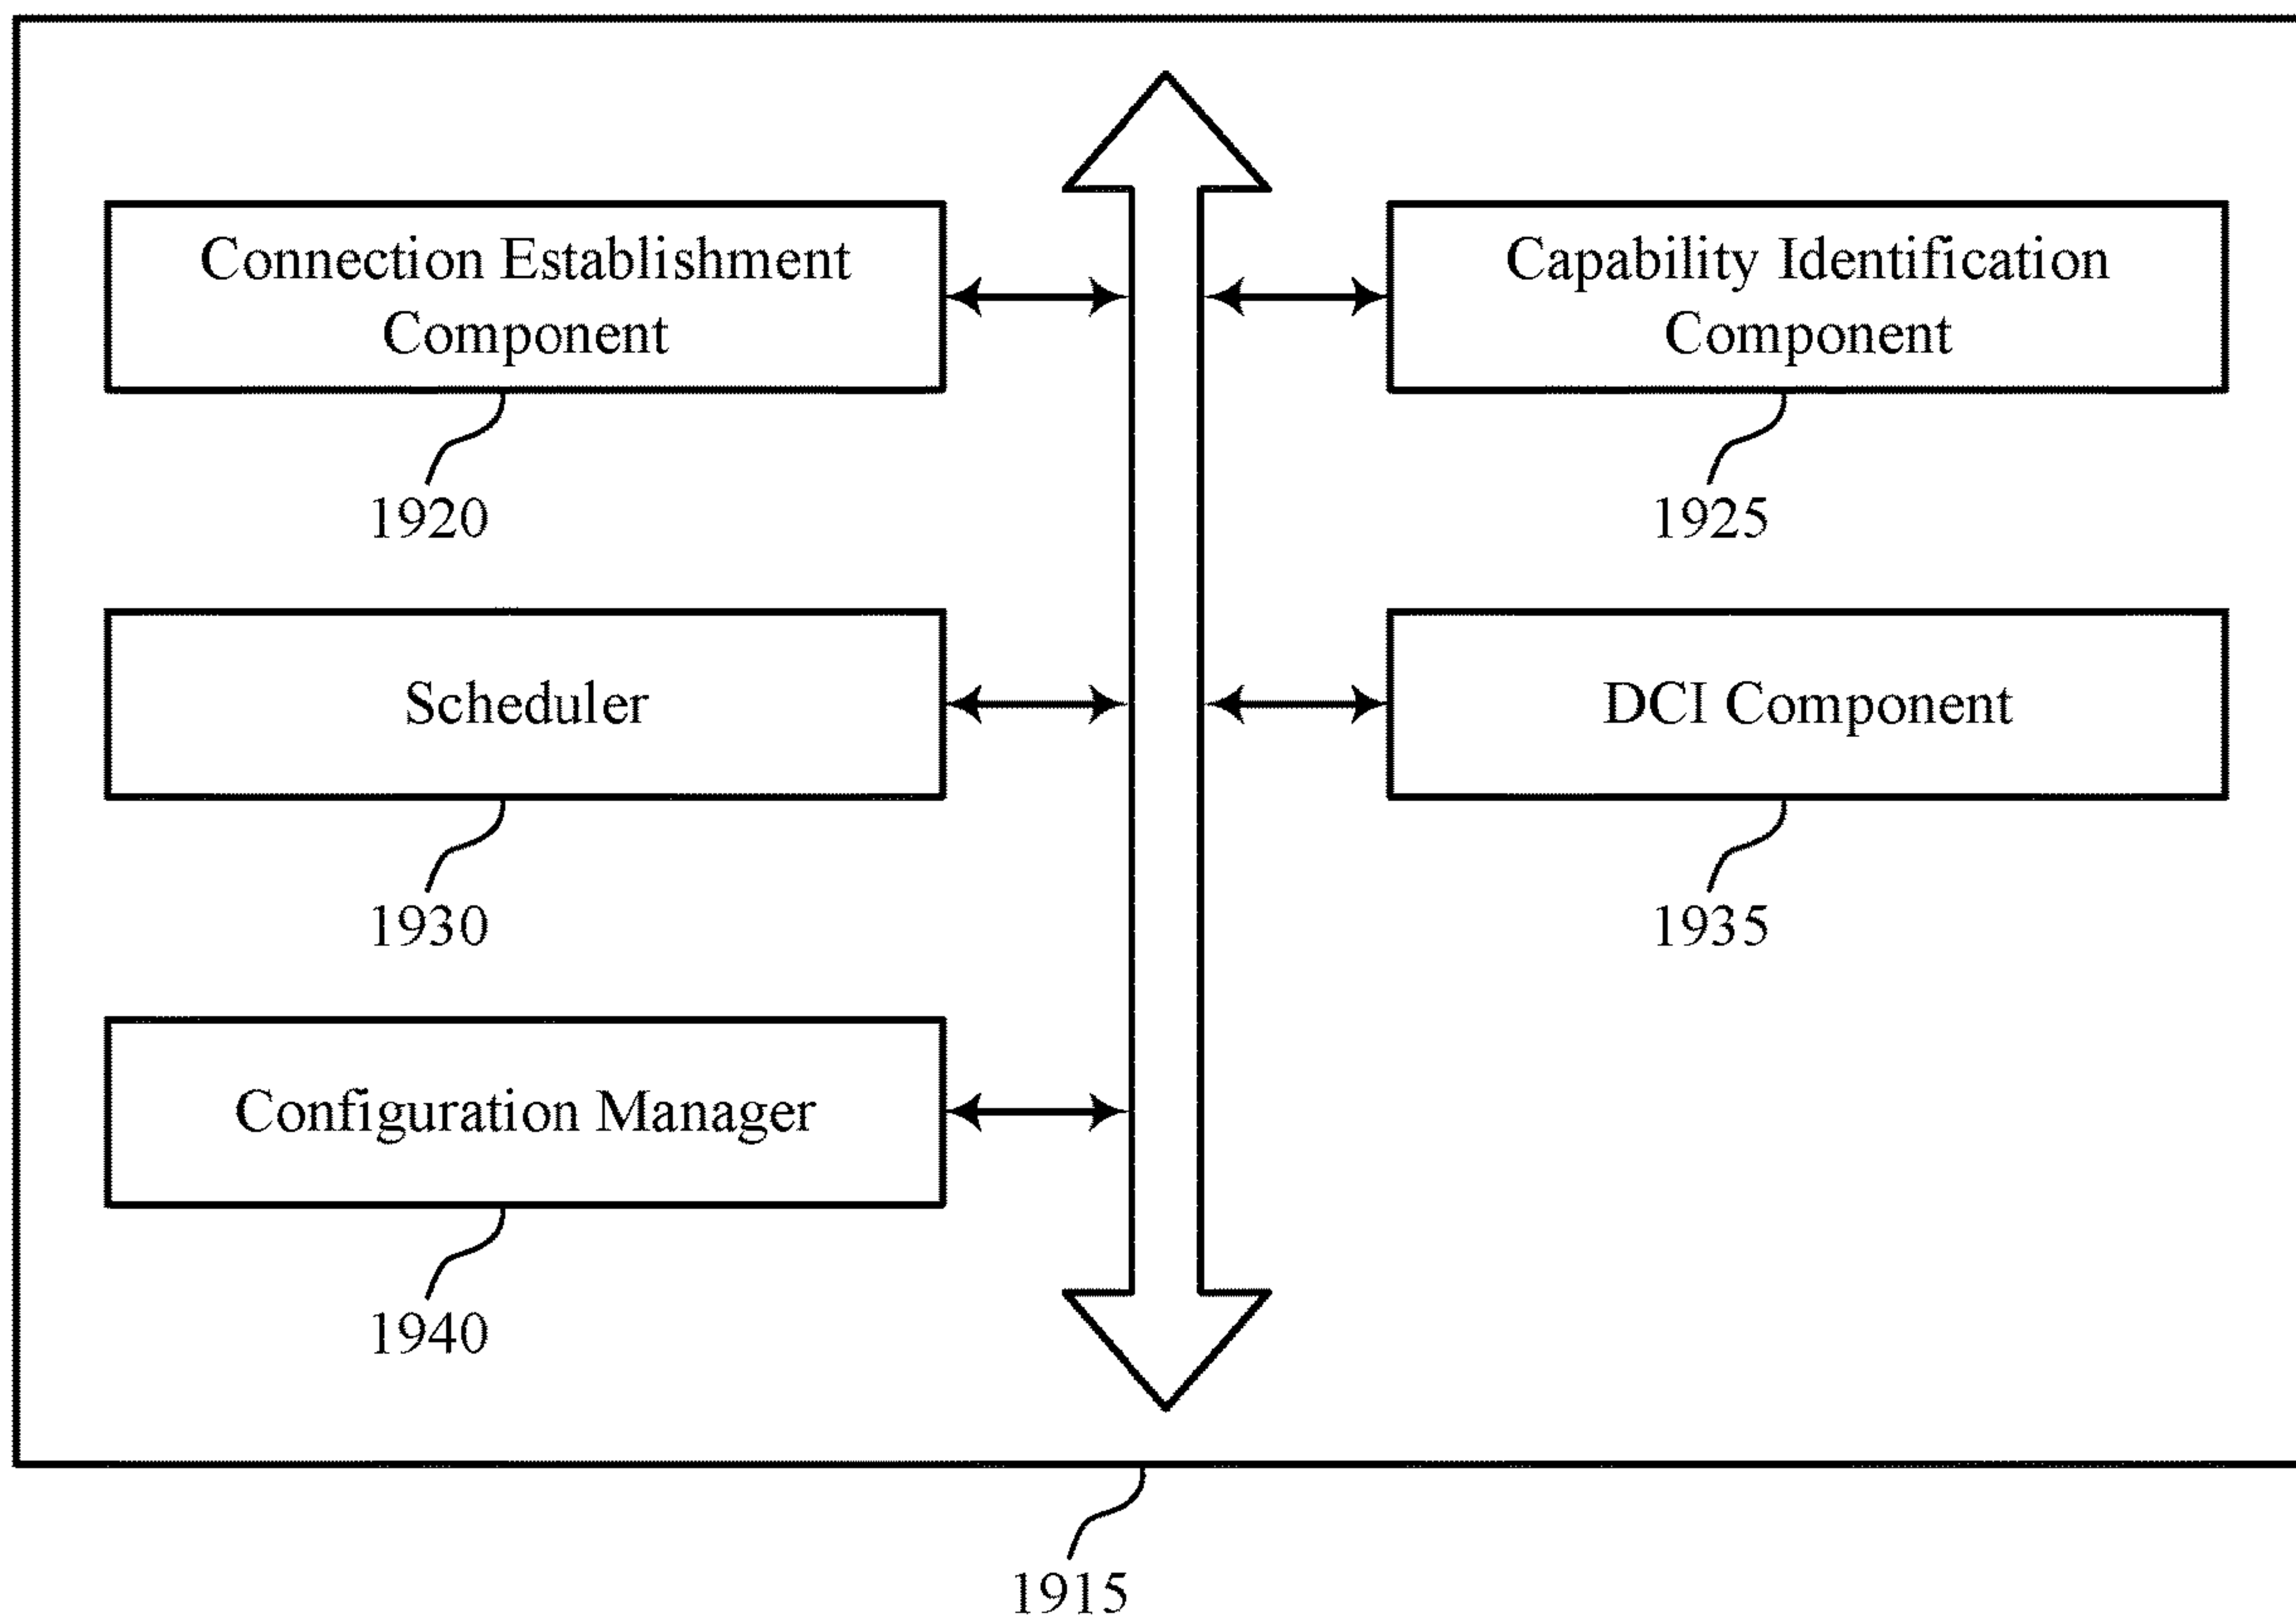 Connection Establishment
Component
1920
Capability Identification
Component
1925
Scheduler
1930
DCI Component
1935
Configuration Manager
1940
1915